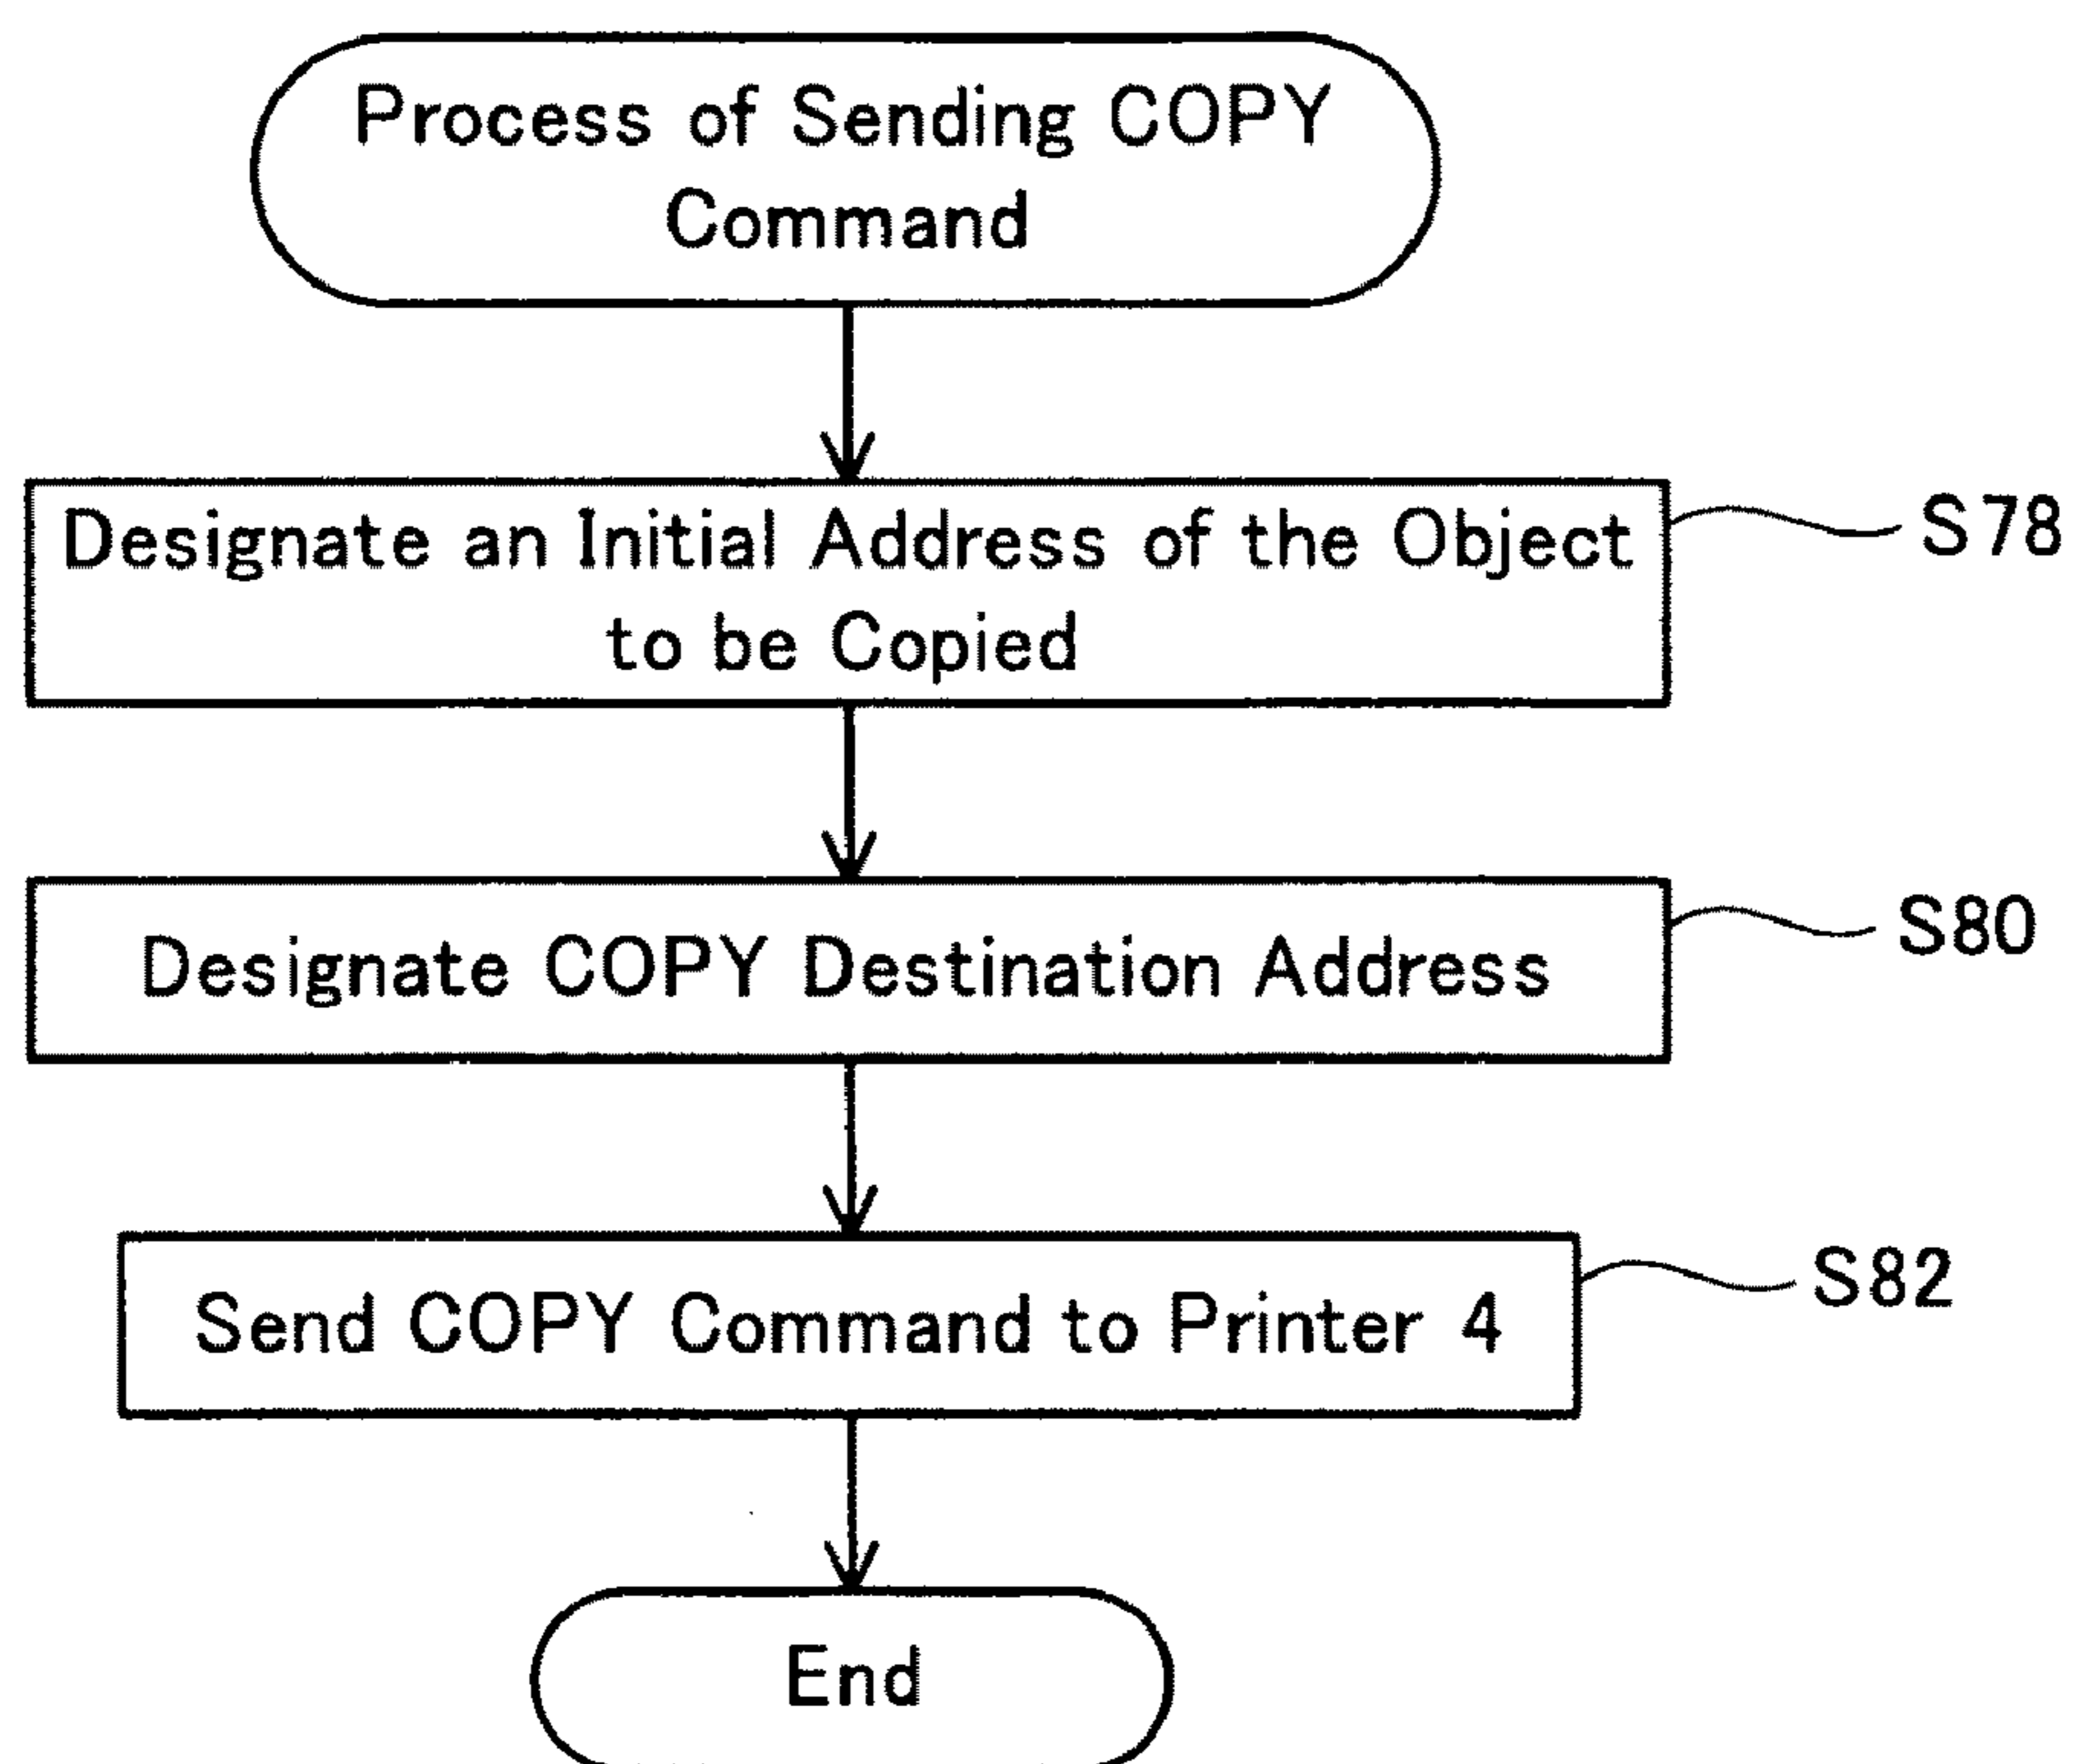 Process of Sending COPY
Command
Designate an Initial Address of the Object
to be Copied
S78
Designate COPY Destination Address
S80
Send COPY Command to Printer 4
S82
End